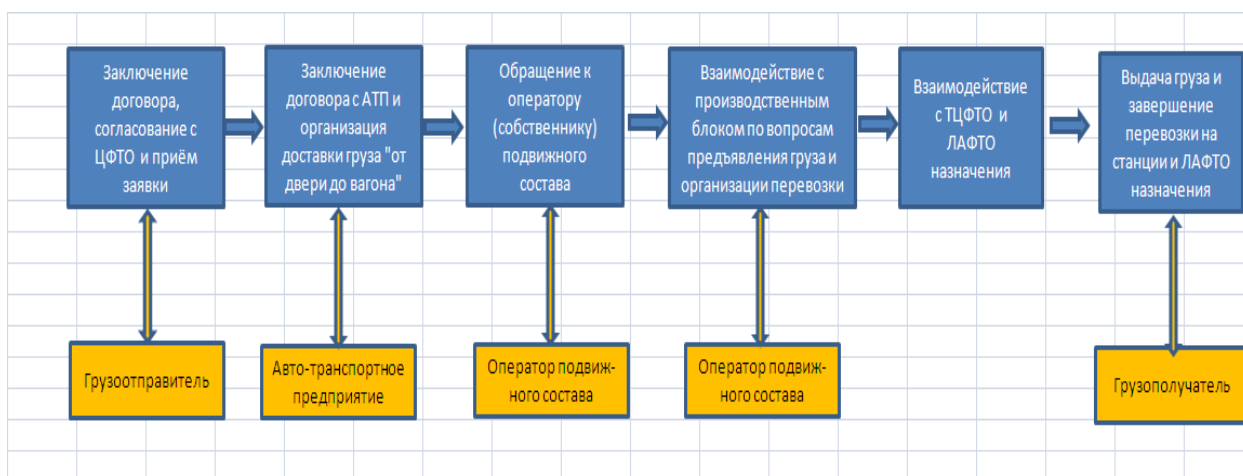 Заключение
договора,
согласование с
ЦФТО и приём
заявки
Заключение
договора с АТП и
организация
доставки груза "от
двери до вагона"
Обращение к
оператору
(собственнику)
подвижного
состава
Взаимодействие с
производственным
блоком по вопросам
предъявления груза и
организации перевозки
Взаимодействие
с ТЦФТО и
ЛАФТО
назначения
Выдача груза и
завершение
перевозки на
станции и ЛАФТО
назначения
Грузоотправитель
Авто-транспортное
предприятие
Оператор подвиж-
ного состава
Оператор подвиж-
ного состава
Грузополучатель